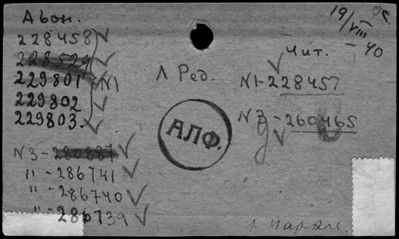 Абон.
228458
228529
229801 N1
229802
229803
N3-280887
" -286741
" -286740
" -286739
Л Ред.
АЛФ.
19/VIII-40
Чит.
N1-228457
N3-260465